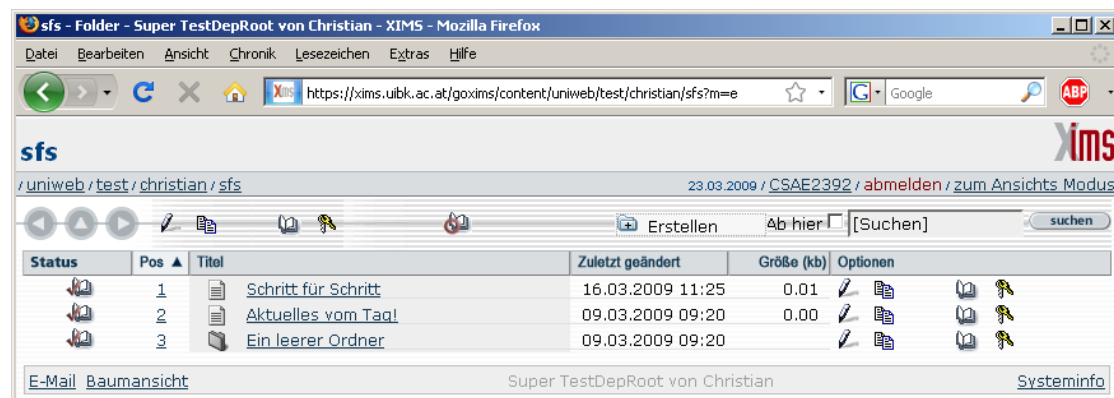 sfs - Folder - Super TestDepRoot von Christian - XIMS - Mozilla Firefox
Datei Bearbeiten Ansicht Chronik Lesezeichen Extras Hilfe
Xims https://xims.uibk.ac.at/goxims/content/uniweb/test/christian/sfs?m=e G Google ABP
Xims
sfs
/ uniweb / test / christian / sfs 23.03.2009 / CSAE2392 / abmelden / zum Ansichts Modus
Erstellen Ab hier [Suchen] suchen
Status Pos Titel Zuletzt geändert Größe (kb) Optionen
1 Schritt für Schritt 16.03.2009 11:25 0.01
2 Aktuelles vom Tag! 09.03.2009 09:20 0.00
3 Ein leerer Ordner 09.03.2009 09:20
E-Mail Baumansicht Super TestDepRoot von Christian Systeminfo